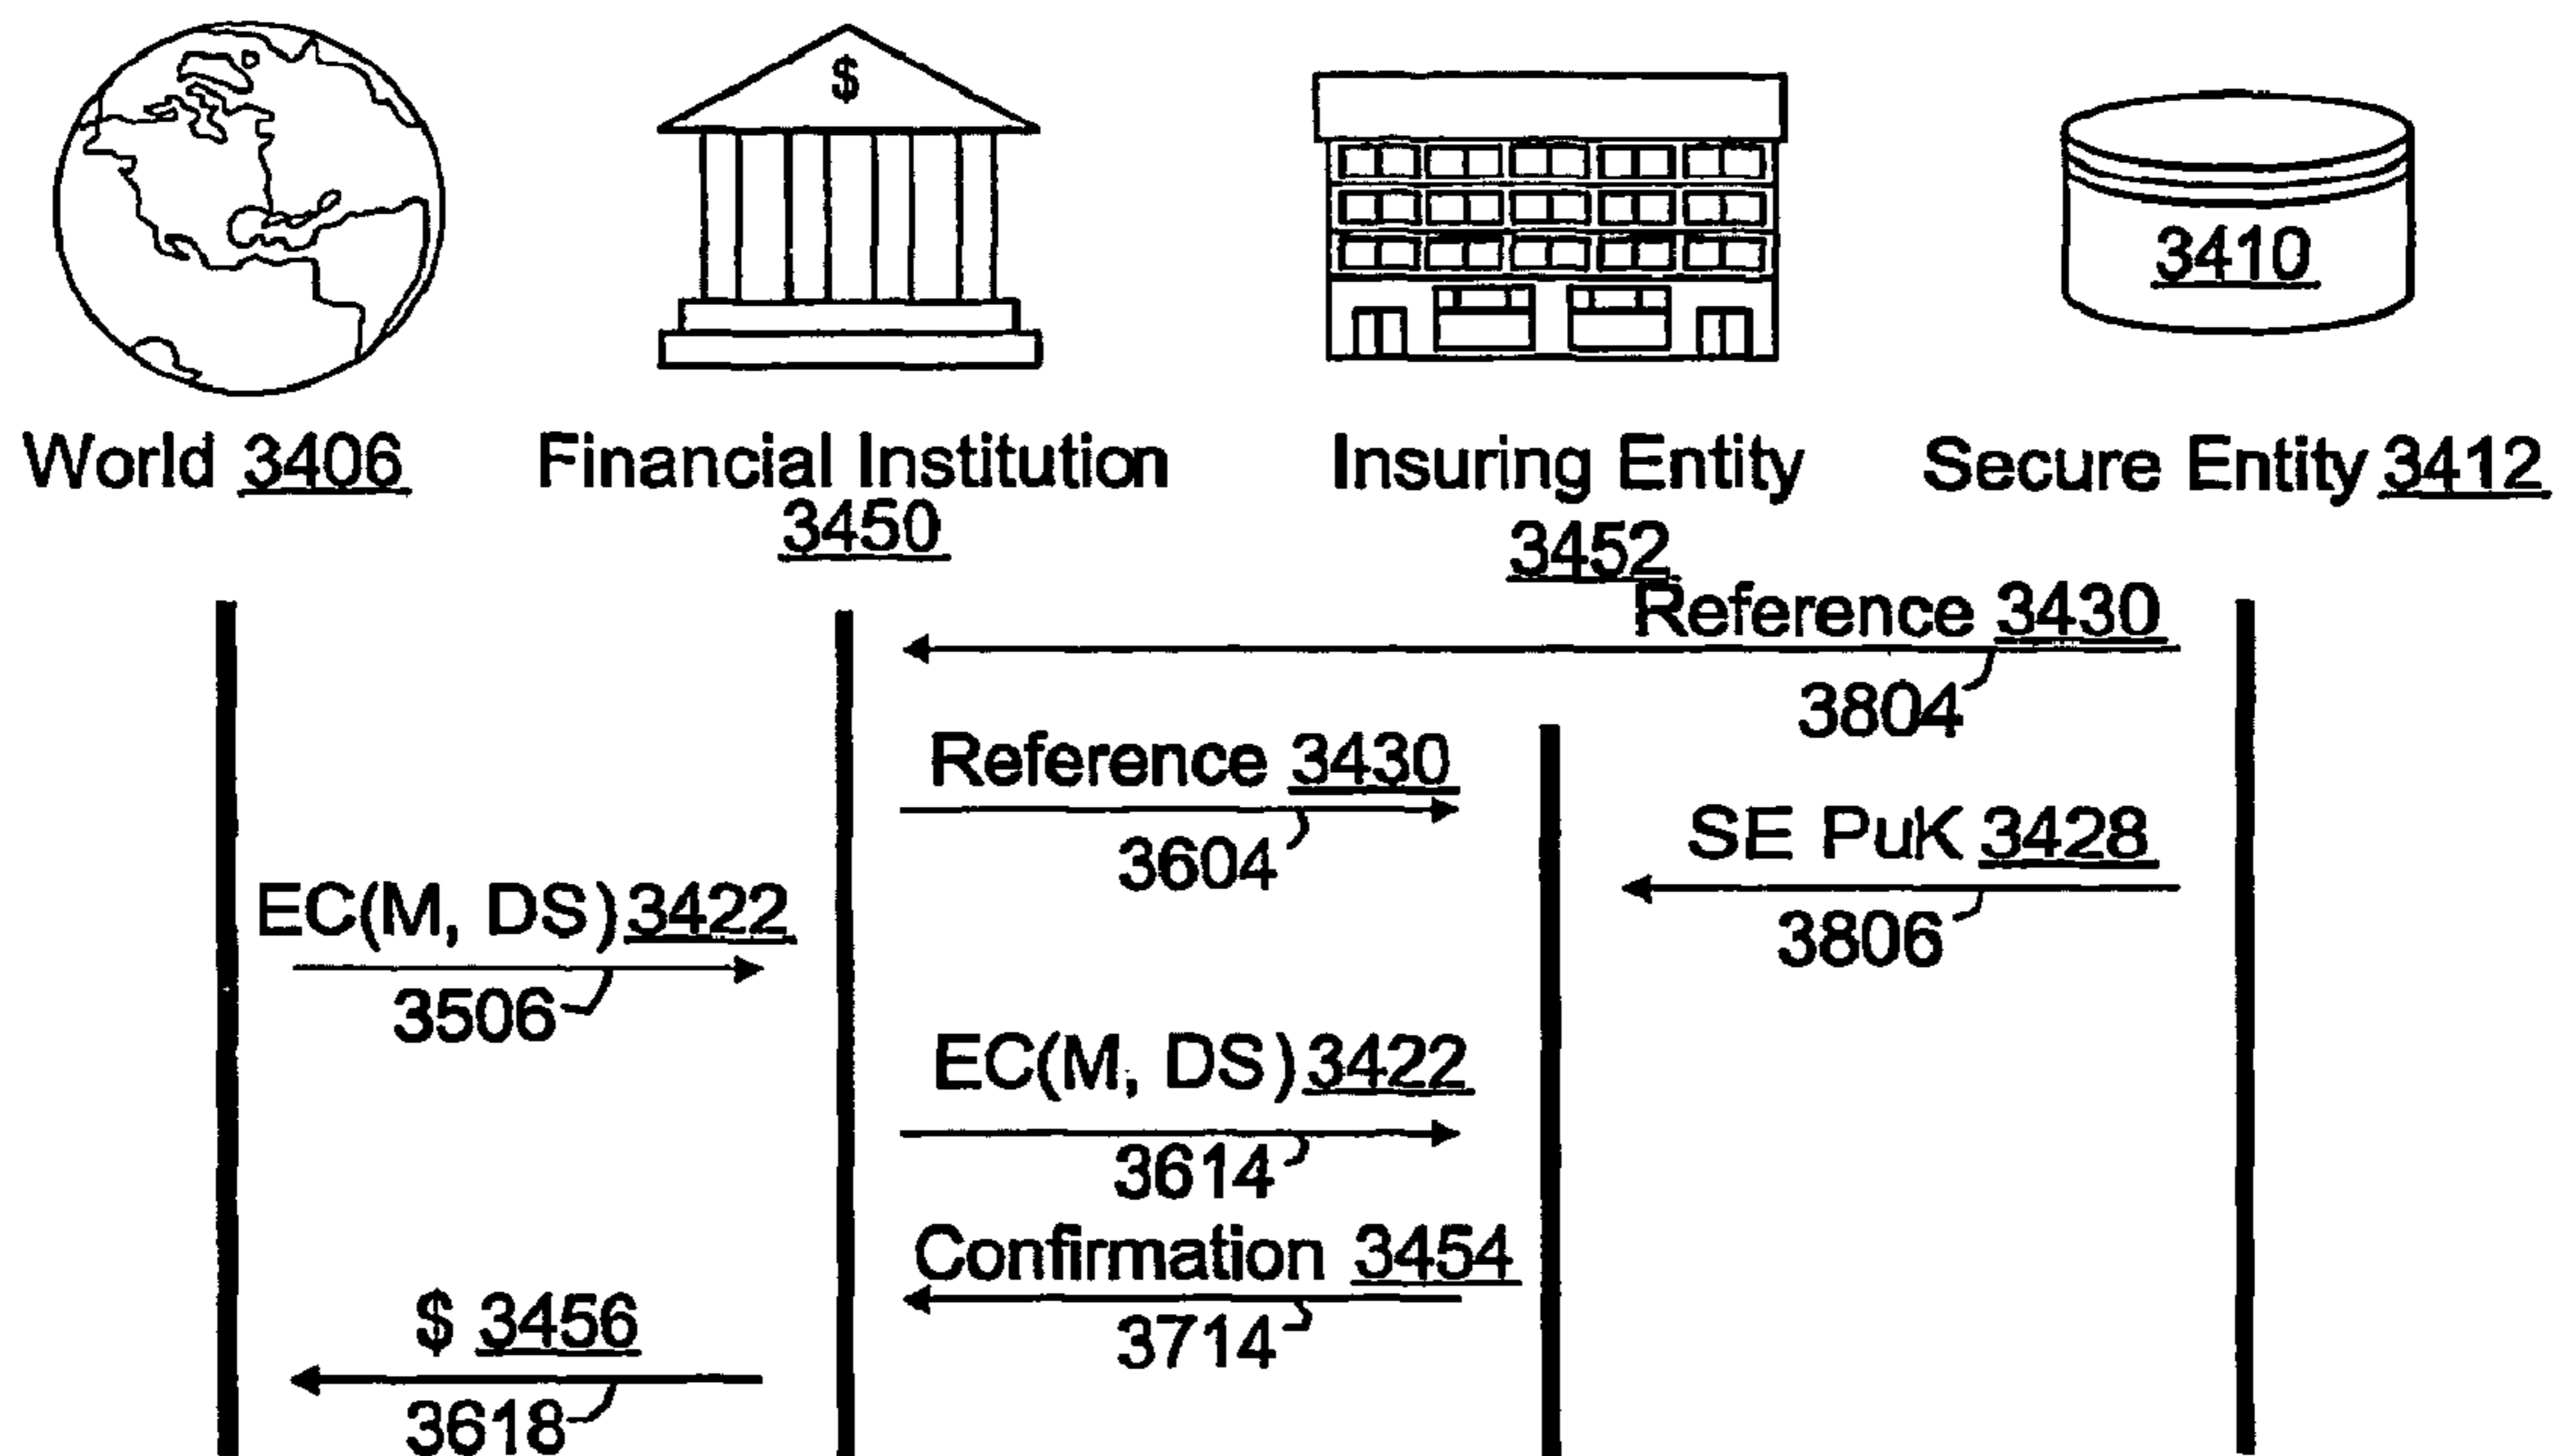 $
3410
World 3406
Financial Institution
3450
Insuring Entity
3452
Secure Entity 3412
Reference 3430
3804
Reference 3430
3604
SE PuK 3428
3806
EC(M, DS) 3422
3506
EC(M, DS) 3422
3614
Confirmation 3454
3714
$ 3456
3618